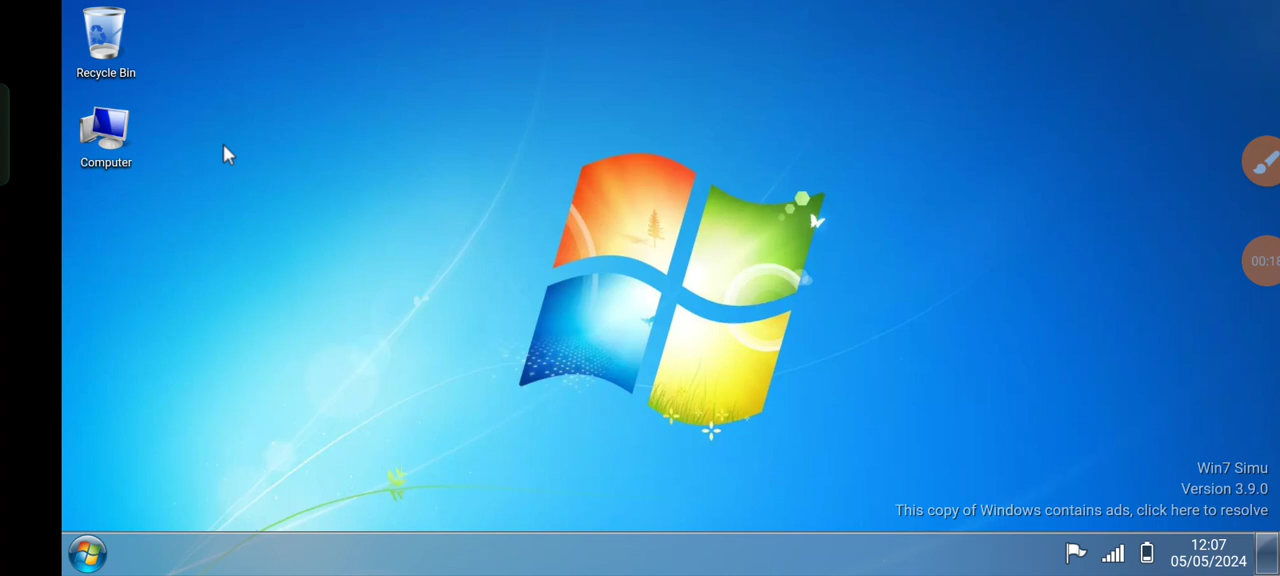 Recycle Bin
Computer
00:18
Win7 Simu
Version 3.9.0
This copy of Windows contains ads, click here to resolve
12:07
05/05/2024